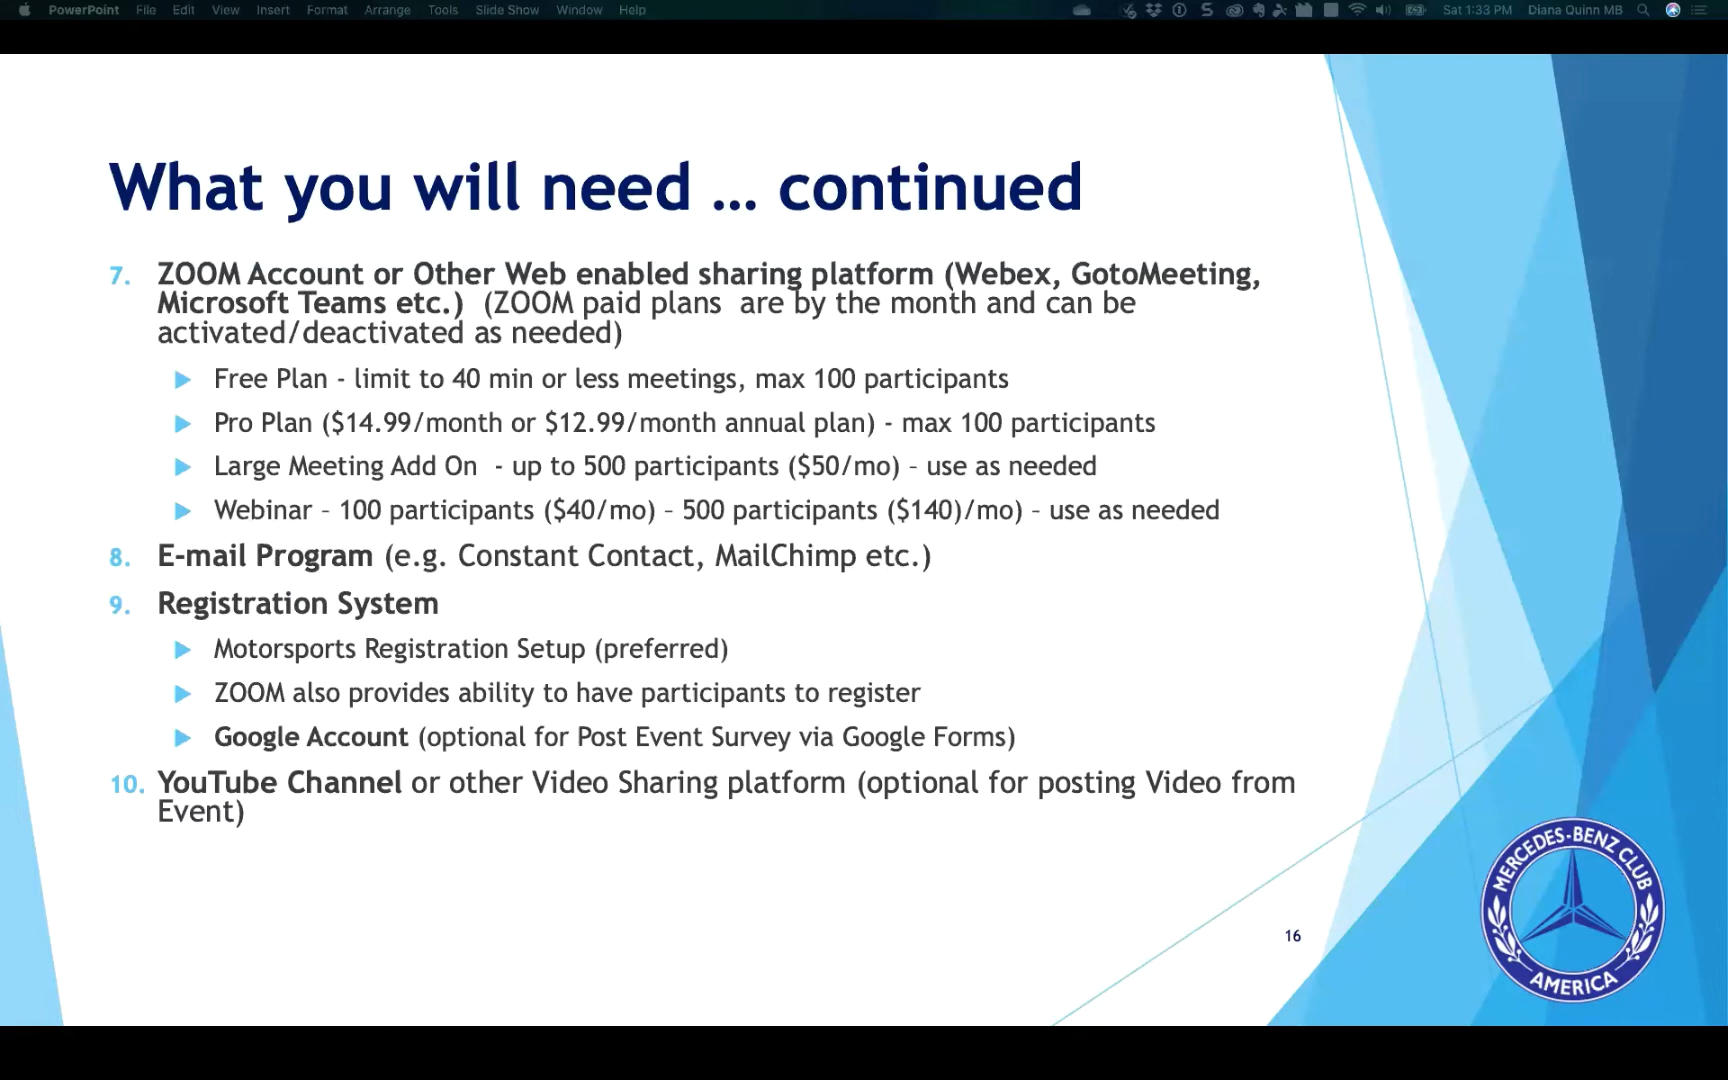 PowerPoint File Edit View Insert Format Arrange Tools Slide Show Window Help Sat 1:33 PM Diana Quinn MB
What you will need ... continued
7. ZOOM Account or Other Web enabled sharing platform (Webex, GotoMeeting,
Microsoft Teams etc.) (ZOOM paid plans are by the month and can be
activated/deactivated as needed)
Free Plan - limit to 40 min or less meetings, max 100 participants
Pro Plan ($14.99/month or $12.99/month annual plan) - max 100 participants
Large Meeting Add On - up to 500 participants ($50/mo) – use as needed
Webinar – 100 participants ($40/mo) – 500 participants ($140)/mo) – use as needed
8. E-mail Program (e.g. Constant Contact, MailChimp etc.)
9. Registration System
Motorsports Registration Setup (preferred)
ZOOM also provides ability to have participants to register
Google Account (optional for Post Event Survey via Google Forms)
10. YouTube Channel or other Video Sharing platform (optional for posting Video from
Event)
16
MERCEDES-BENZ CLUB
AMERICA